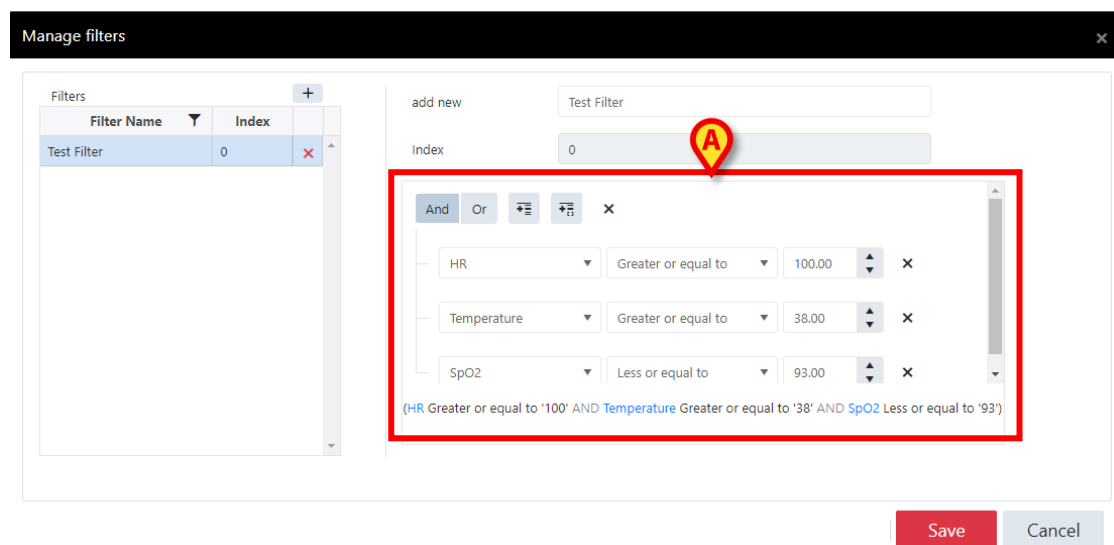 Manage filters
Filters
Filter Name Index
Test Filter 0
add new Test Filter
Index 0
A
And Or
HR Greater or equal to 100.00
Temperature Greater or equal to 38.00
SpO2 Less or equal to 93.00
(HR Greater or equal to '100' AND Temperature Greater or equal to '38' AND SpO2 Less or equal to '93')
Save Cancel